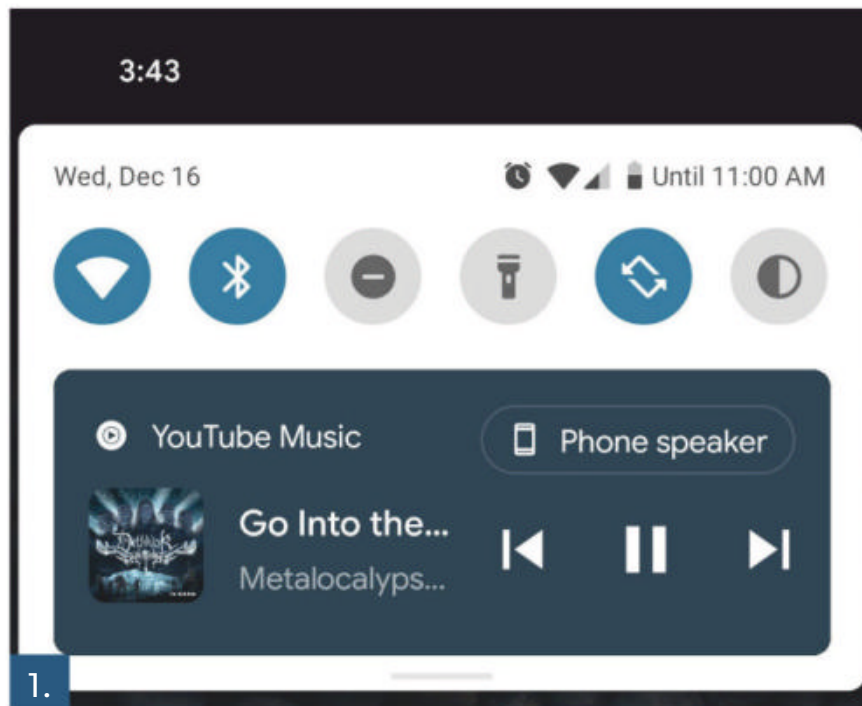 3:43
Wed, Dec 16
Until 11:00 AM
YouTube Music
Phone speaker
Go Into the...
Metalocalyps...
1.